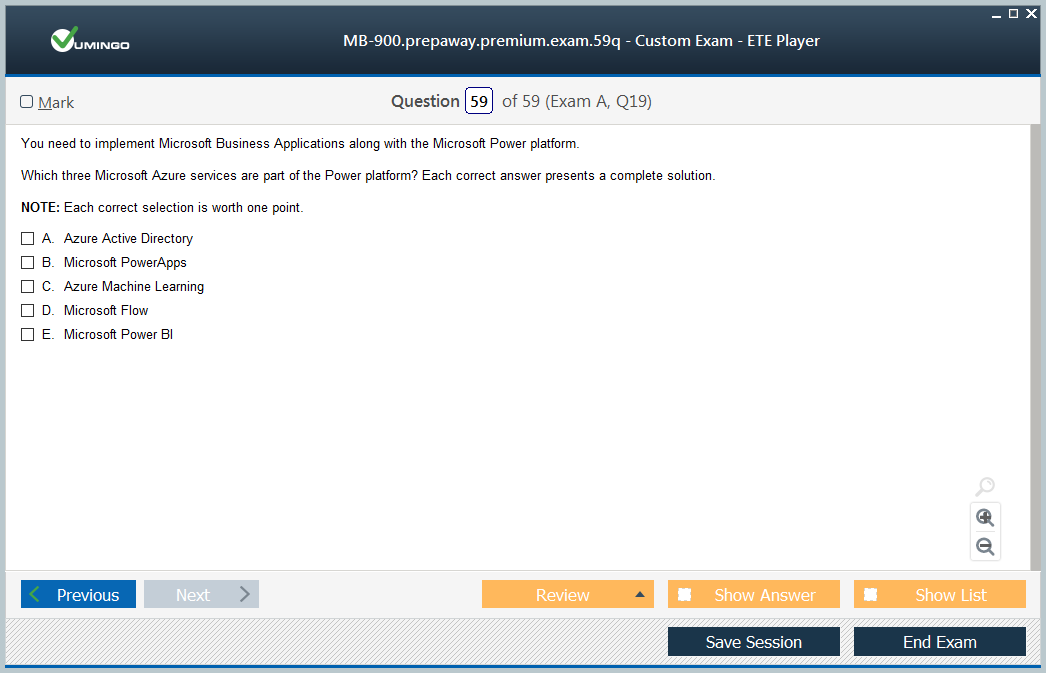 MB-900.prepaway.premium.exam.59q - Custom Exam - ETE Player
VUMINGO
Mark
Question 59 of 59 (Exam A, Q19)
You need to implement Microsoft Business Applications along with the Microsoft Power platform.
Which three Microsoft Azure services are part of the Power platform? Each correct answer presents a complete solution.
NOTE: Each correct selection is worth one point.
A. Azure Active Directory
B. Microsoft PowerApps
C. Azure Machine Learning
D. Microsoft Flow
E. Microsoft Power BI
Previous
Next
Review
Show Answer
Show List
Save Session
End Exam